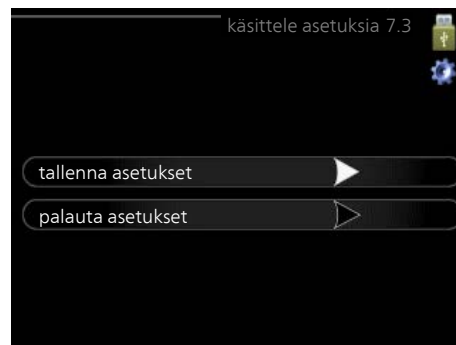 käsittele asetuksia 7.3
tallenna asetukset
palauta asetukset